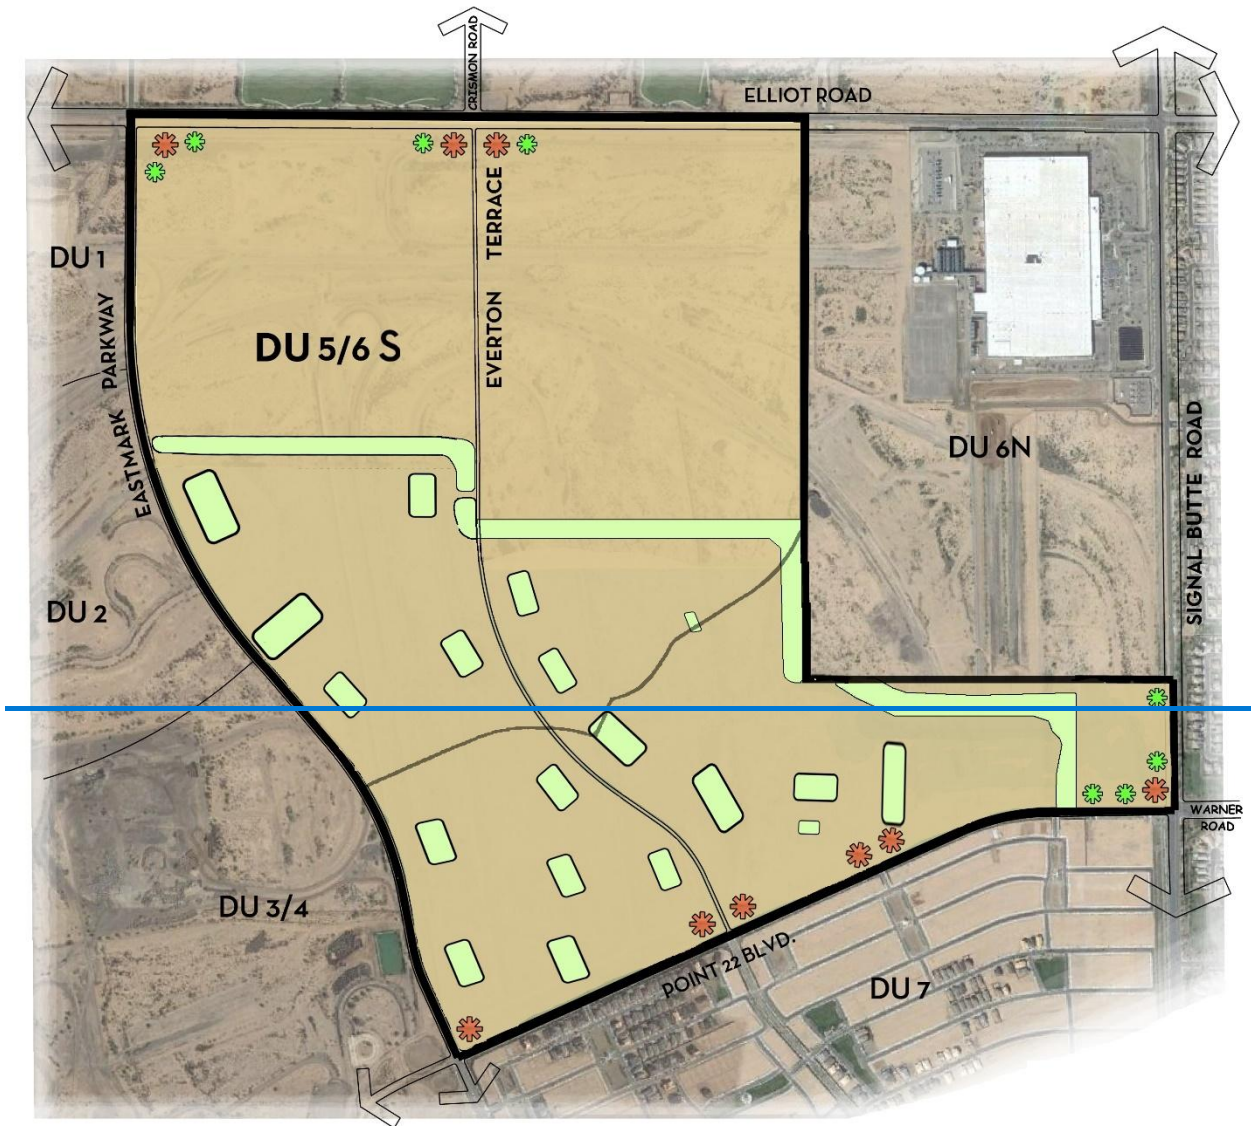 CRISMON ROAD
ELLIOT ROAD
DU 1
EVERTON TERRACE
EASTMARK PARKWAY
DU 5/6 S
DU 6N
SIGNAL BUTTE ROAD
DU 2
WARNER
ROAD
DU 3/4
POINT 22 BLVD.
DU 7